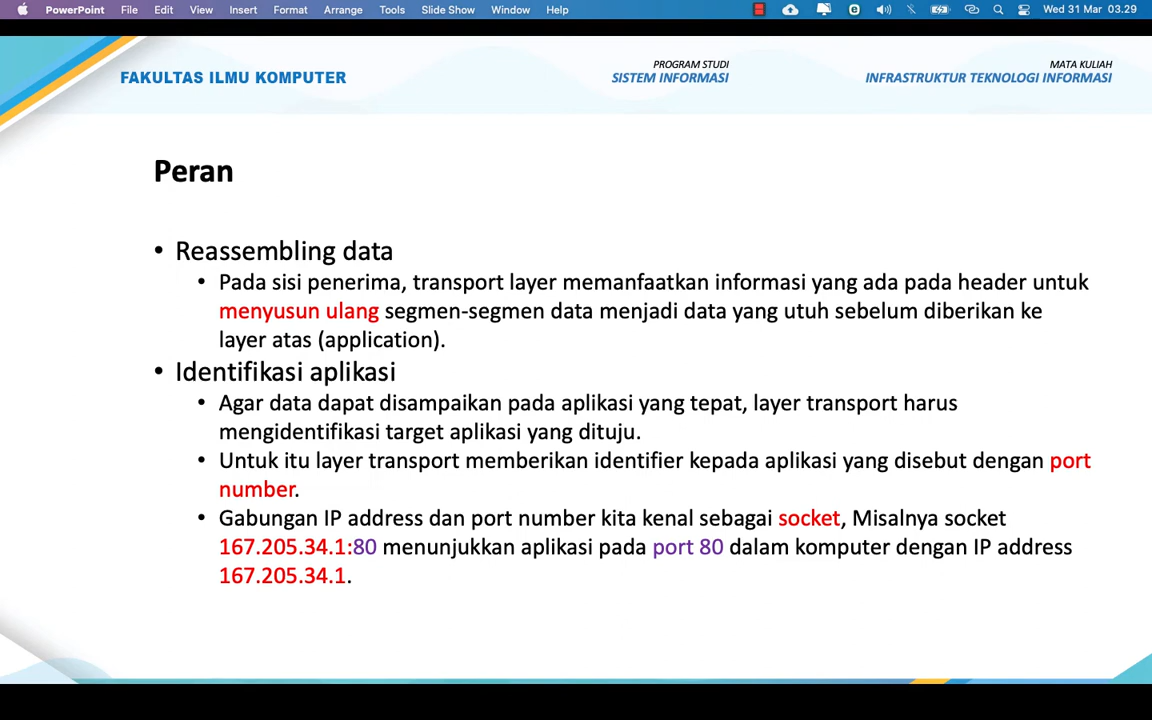 PowerPoint File Edit View Insert Format Arrange Tools Slide Show Window Help Wed 31 Mar 03.29
FAKULTAS ILMU KOMPUTER
PROGRAM STUDI
SISTEM INFORMASI
MATA KULIAH
INFRASTRUKTUR TEKNOLOGI INFORMASI
Peran
• Reassembling data
• Pada sisi penerima, transport layer memanfaatkan informasi yang ada pada header untuk
menyusun ulang segmen-segmen data menjadi data yang utuh sebelum diberikan ke
layer atas (application).
• Identifikasi aplikasi
• Agar data dapat disampaikan pada aplikasi yang tepat, layer transport harus
mengidentifikasi target aplikasi yang dituju.
• Untuk itu layer transport memberikan identifier kepada aplikasi yang disebut dengan port
number.
• Gabungan IP address dan port number kita kenal sebagai socket, Misalnya socket
167.205.34.1:80 menunjukkan aplikasi pada port 80 dalam komputer dengan IP address
167.205.34.1.